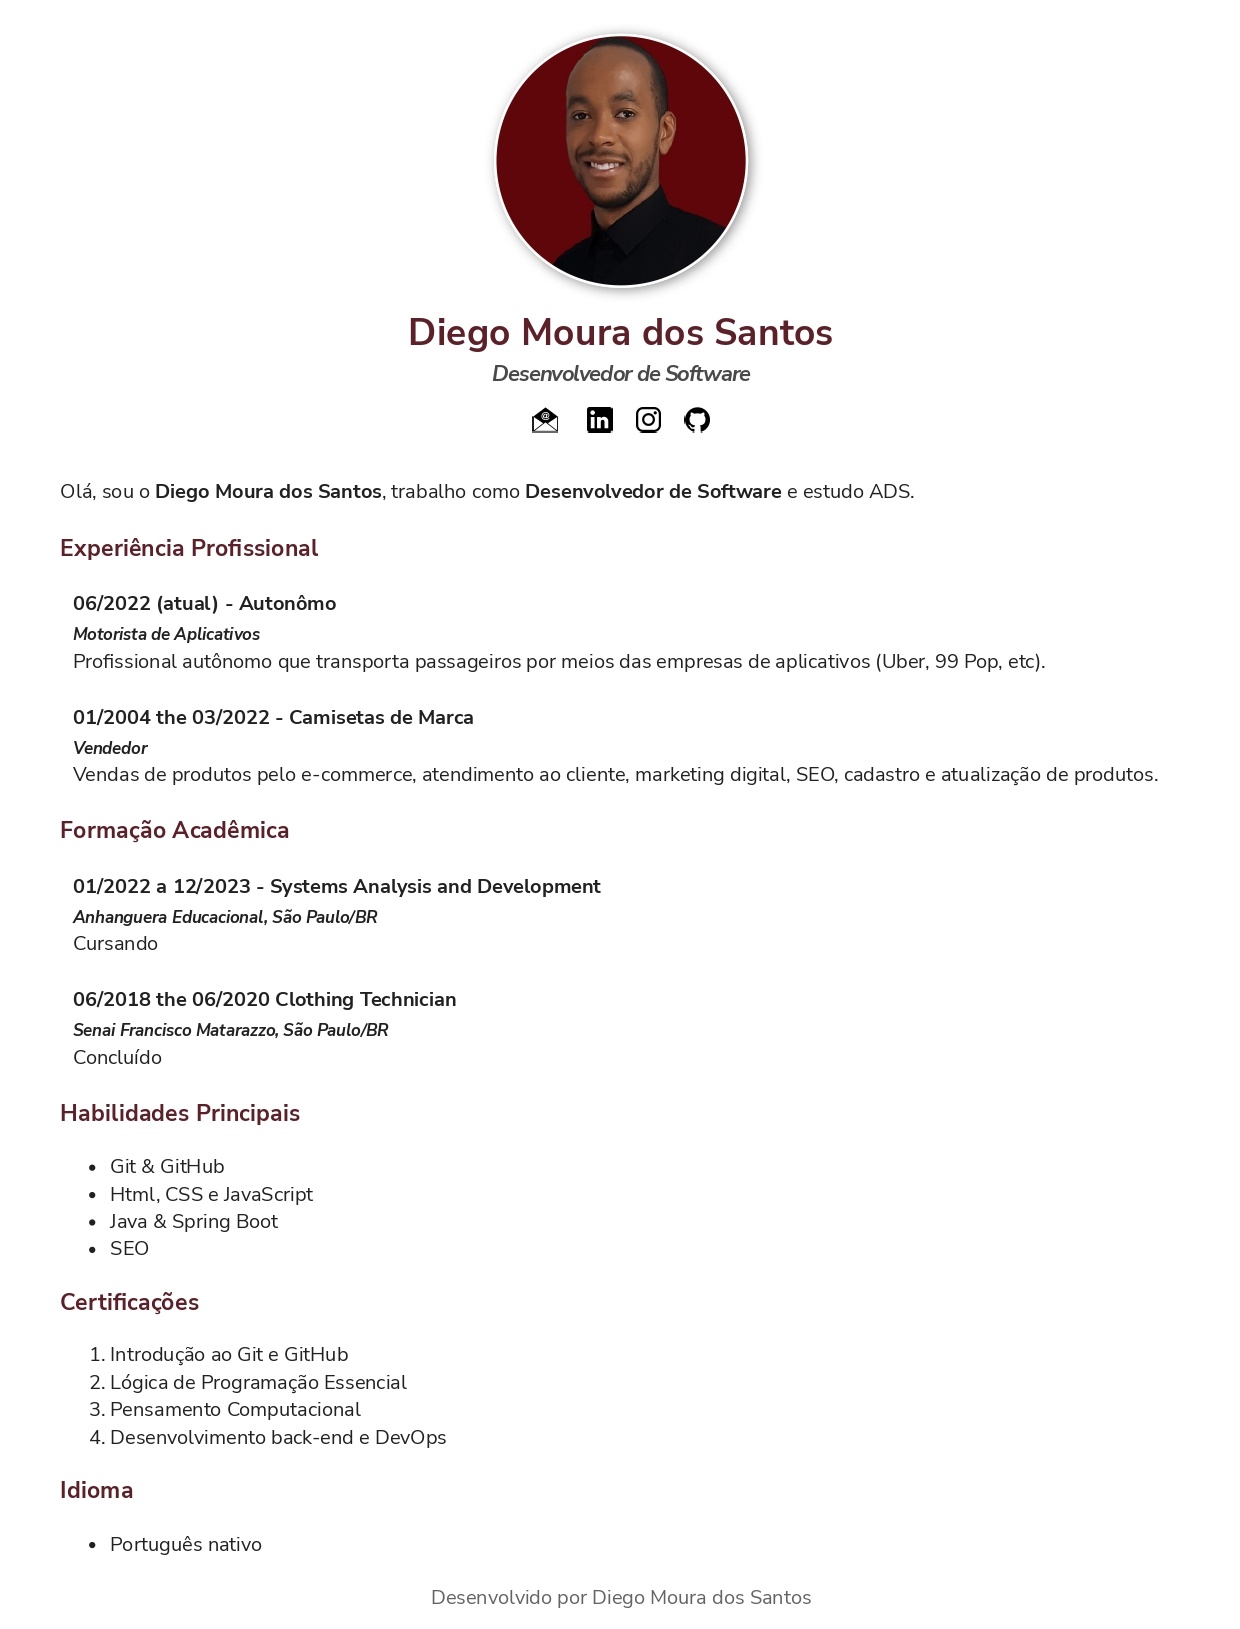 Diego Moura dos Santos
Desenvolvedor de Software
Olá, sou o Diego Moura dos Santos, trabalho como Desenvolvedor de Software e estudo ADS.
Experiência Profissional
06/2022 (atual) - Autonômo
Motorista de Aplicativos
Profissional autônomo que transporta passageiros por meios das empresas de aplicativos (Uber, 99 Pop, etc).
01/2004 the 03/2022 - Camisetas de Marca
Vendedor
Vendas de produtos pelo e-commerce, atendimento ao cliente, marketing digital, SEO, cadastro e atualização de produtos.
Formação Acadêmica
01/2022 a 12/2023 - Systems Analysis and Development
Anhanguera Educacional, São Paulo/BR
Cursando
06/2018 the 06/2020 Clothing Technician
Senai Francisco Matarazzo, São Paulo/BR
Concluído
Habilidades Principais
• Git & GitHub
• Html, CSS e JavaScript
• Java & Spring Boot
• SEO
Certificações
1. Introdução ao Git e GitHub
2. Lógica de Programação Essencial
3. Pensamento Computacional
4. Desenvolvimento back-end e DevOps
Idioma
• Português nativo
Desenvolvido por Diego Moura dos Santos